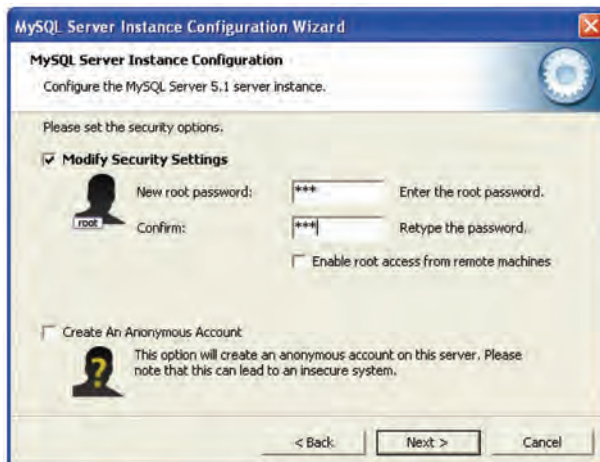 MySQL Server Instance Configuration Wizard
MySQL Server Instance Configuration
Configure the MySQL Server 5.1 server instance.
Please set the security options.
Modify Security Settings
New root password: *** Enter the root password.
root
Confirm: *** Retype the password.
Enable root access from remote machines
Create An Anonymous Account
?
This option will create an anonymous account on this server. Please
note that this can lead to an insecure system.
< Back Next > Cancel